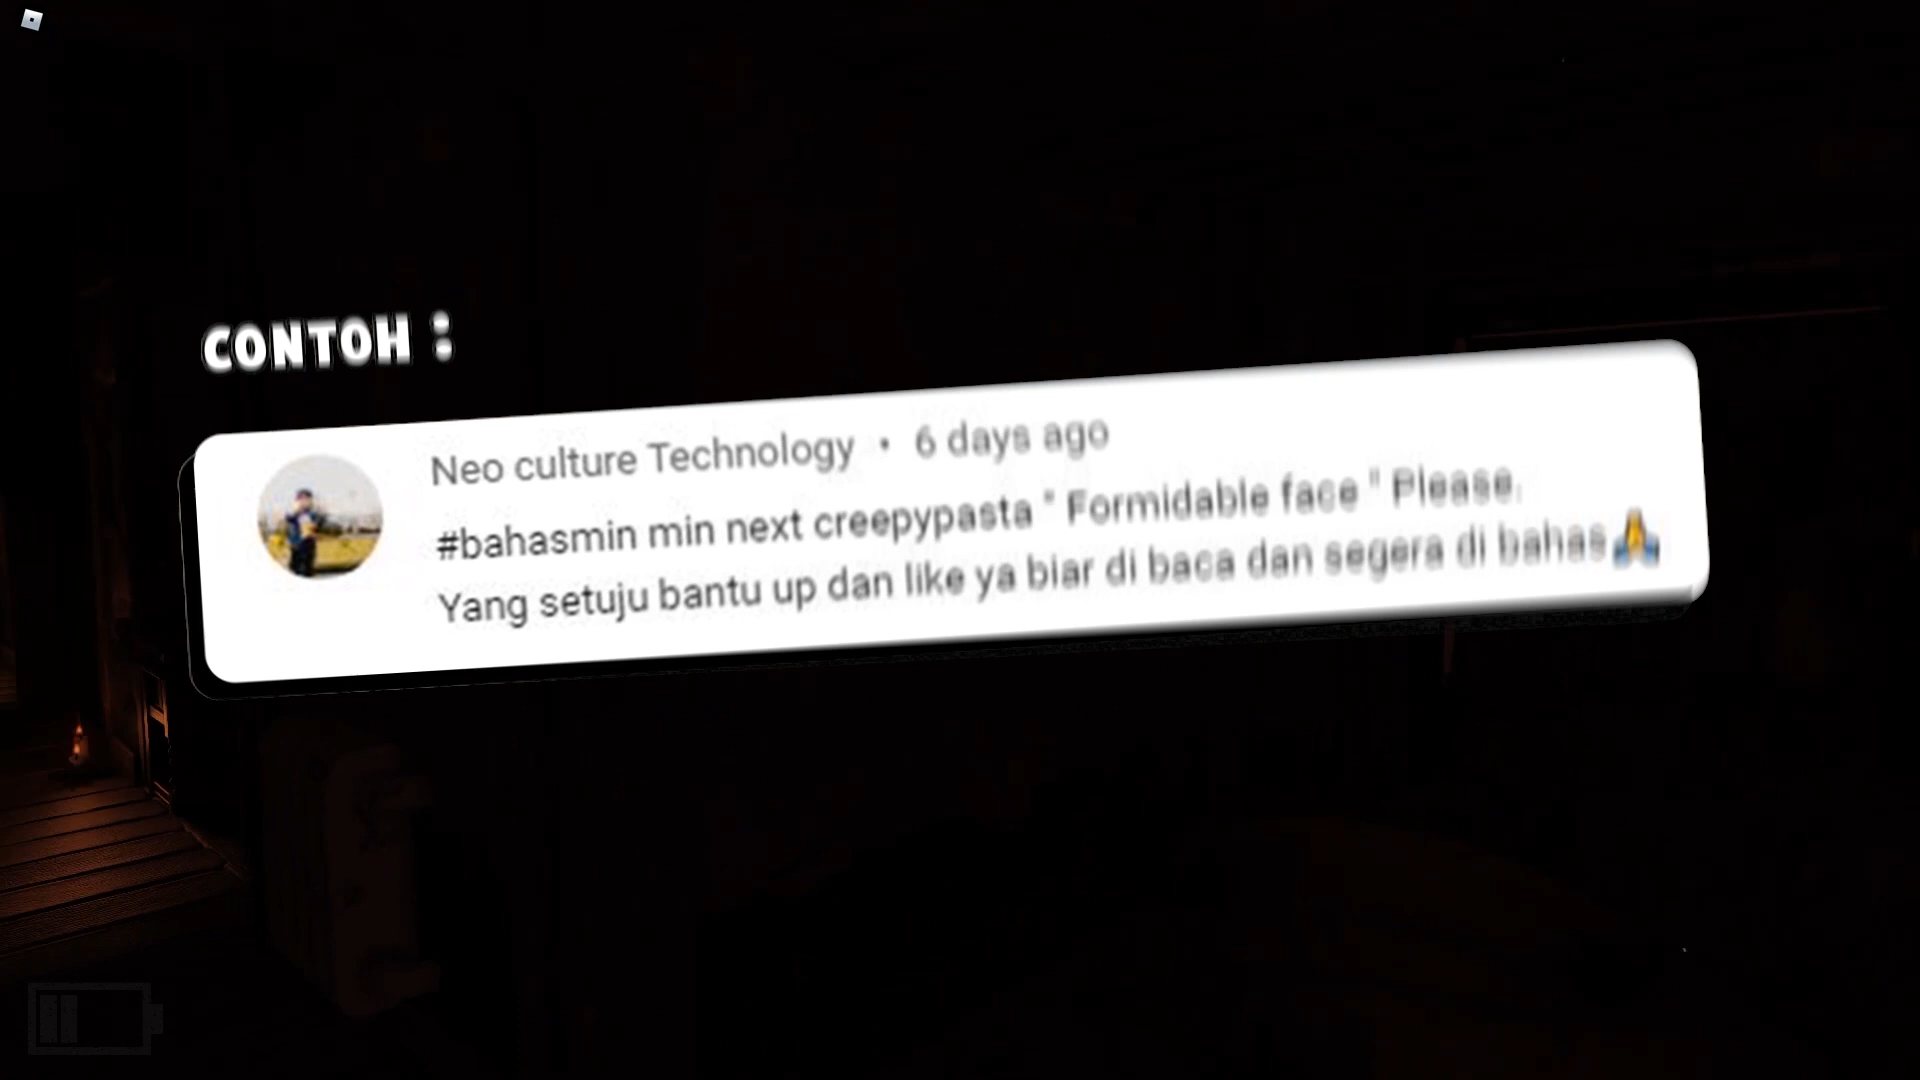 CONTOH :
Neo culture Technology • 6 days ago
#bahasmin min next creepypasta " Formidable face " Please.
Yang setuju bantu up dan like ya biar di baca dan segera di bahas🙏